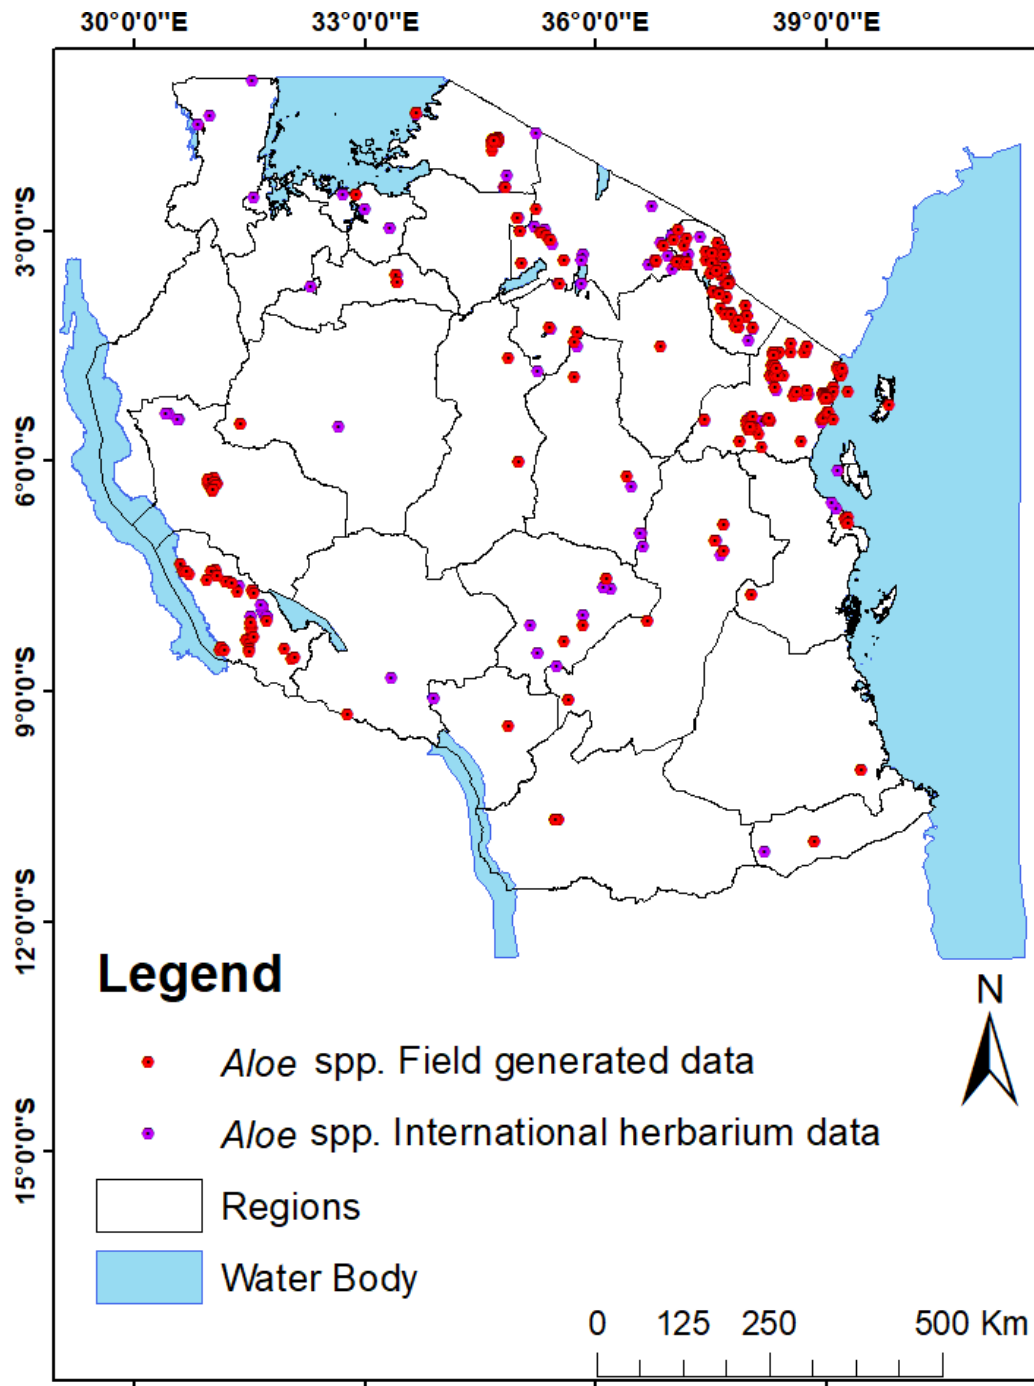 30°0'0"E 33°0'0"E 36°0'0"E 39°0'0"E
3°0'0"S
6°0'0"S
9°0'0"S
12°0'0"S
15°0'0"S
Legend
N
Aloe spp. Field generated data
Aloe spp. International herbarium data
Regions
Water Body
0 125 250 500 Km